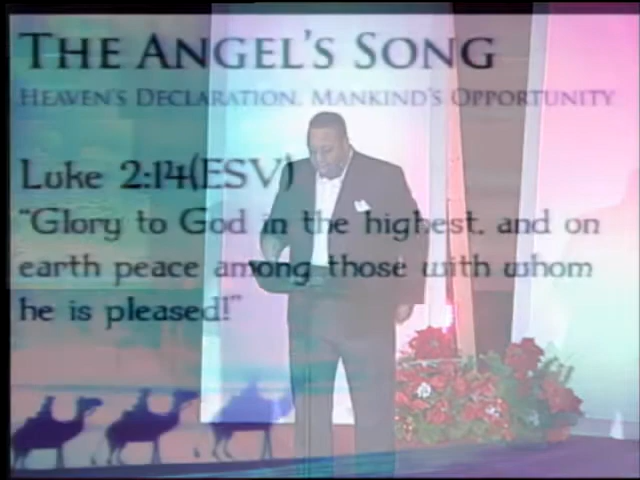 The Angel's Song
Heaven's Declaration, Mankind's Opportunity
Luke 2:14(ESV)
"Glory to God in the highest, and on
earth peace among those with whom
he is pleased!"